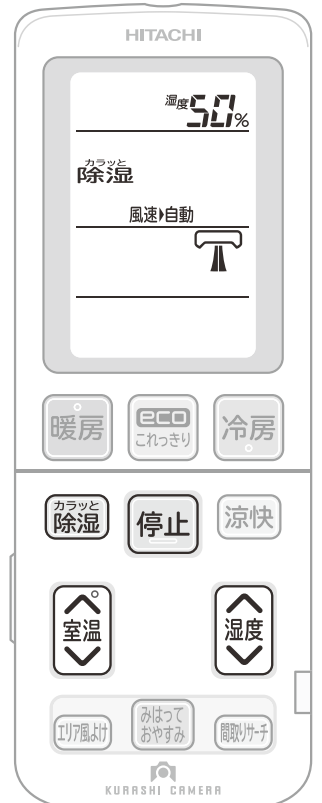 HITACHI
湿度50%
カラッと
除湿
風速▶自動
暖房
eco
これっきり
冷房
カラッと
除湿
停止
涼快
室温
湿度
エリア風よけ
みはって
おやすみ
間取りサーチ
KURASHI CAMERA